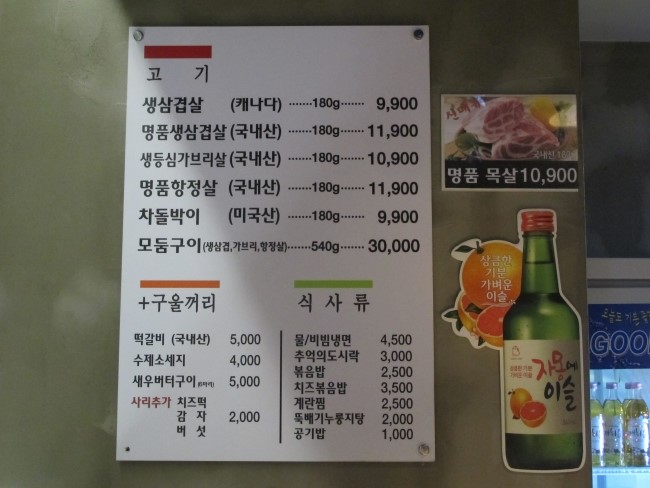 고 기
생삼겹살 (캐나다) ·······180g······· 9,900
명품생삼겹살 (국내산) ·······180g······· 11,900
생등심가브리살 (국내산) ·······180g······· 10,900
명품항정살 (국내산) ·······180g······· 11,900
차돌박이 (미국산) ·······180g······· 9,900
모둠구이 (생삼겹,가브리,항정살)·······540g······· 30,000
+구울꺼리
떡갈비 (국내산) 5,000
수제소세지 4,000
새우버터구이 5,000
사리추가 치즈떡
감 자 2,000
버 섯
식 사 류
물/비빔냉면 4,500
추억의도시락 3,000
볶음밥 2,500
치즈볶음밥 3,500
계란찜 2,500
뚝배기누룽지탕 2,000
공기밥 1,000
신메뉴
국내산
명품 목살10,900
상큼한
기분
가벼운
이슬
자몽에
이슬
GOO